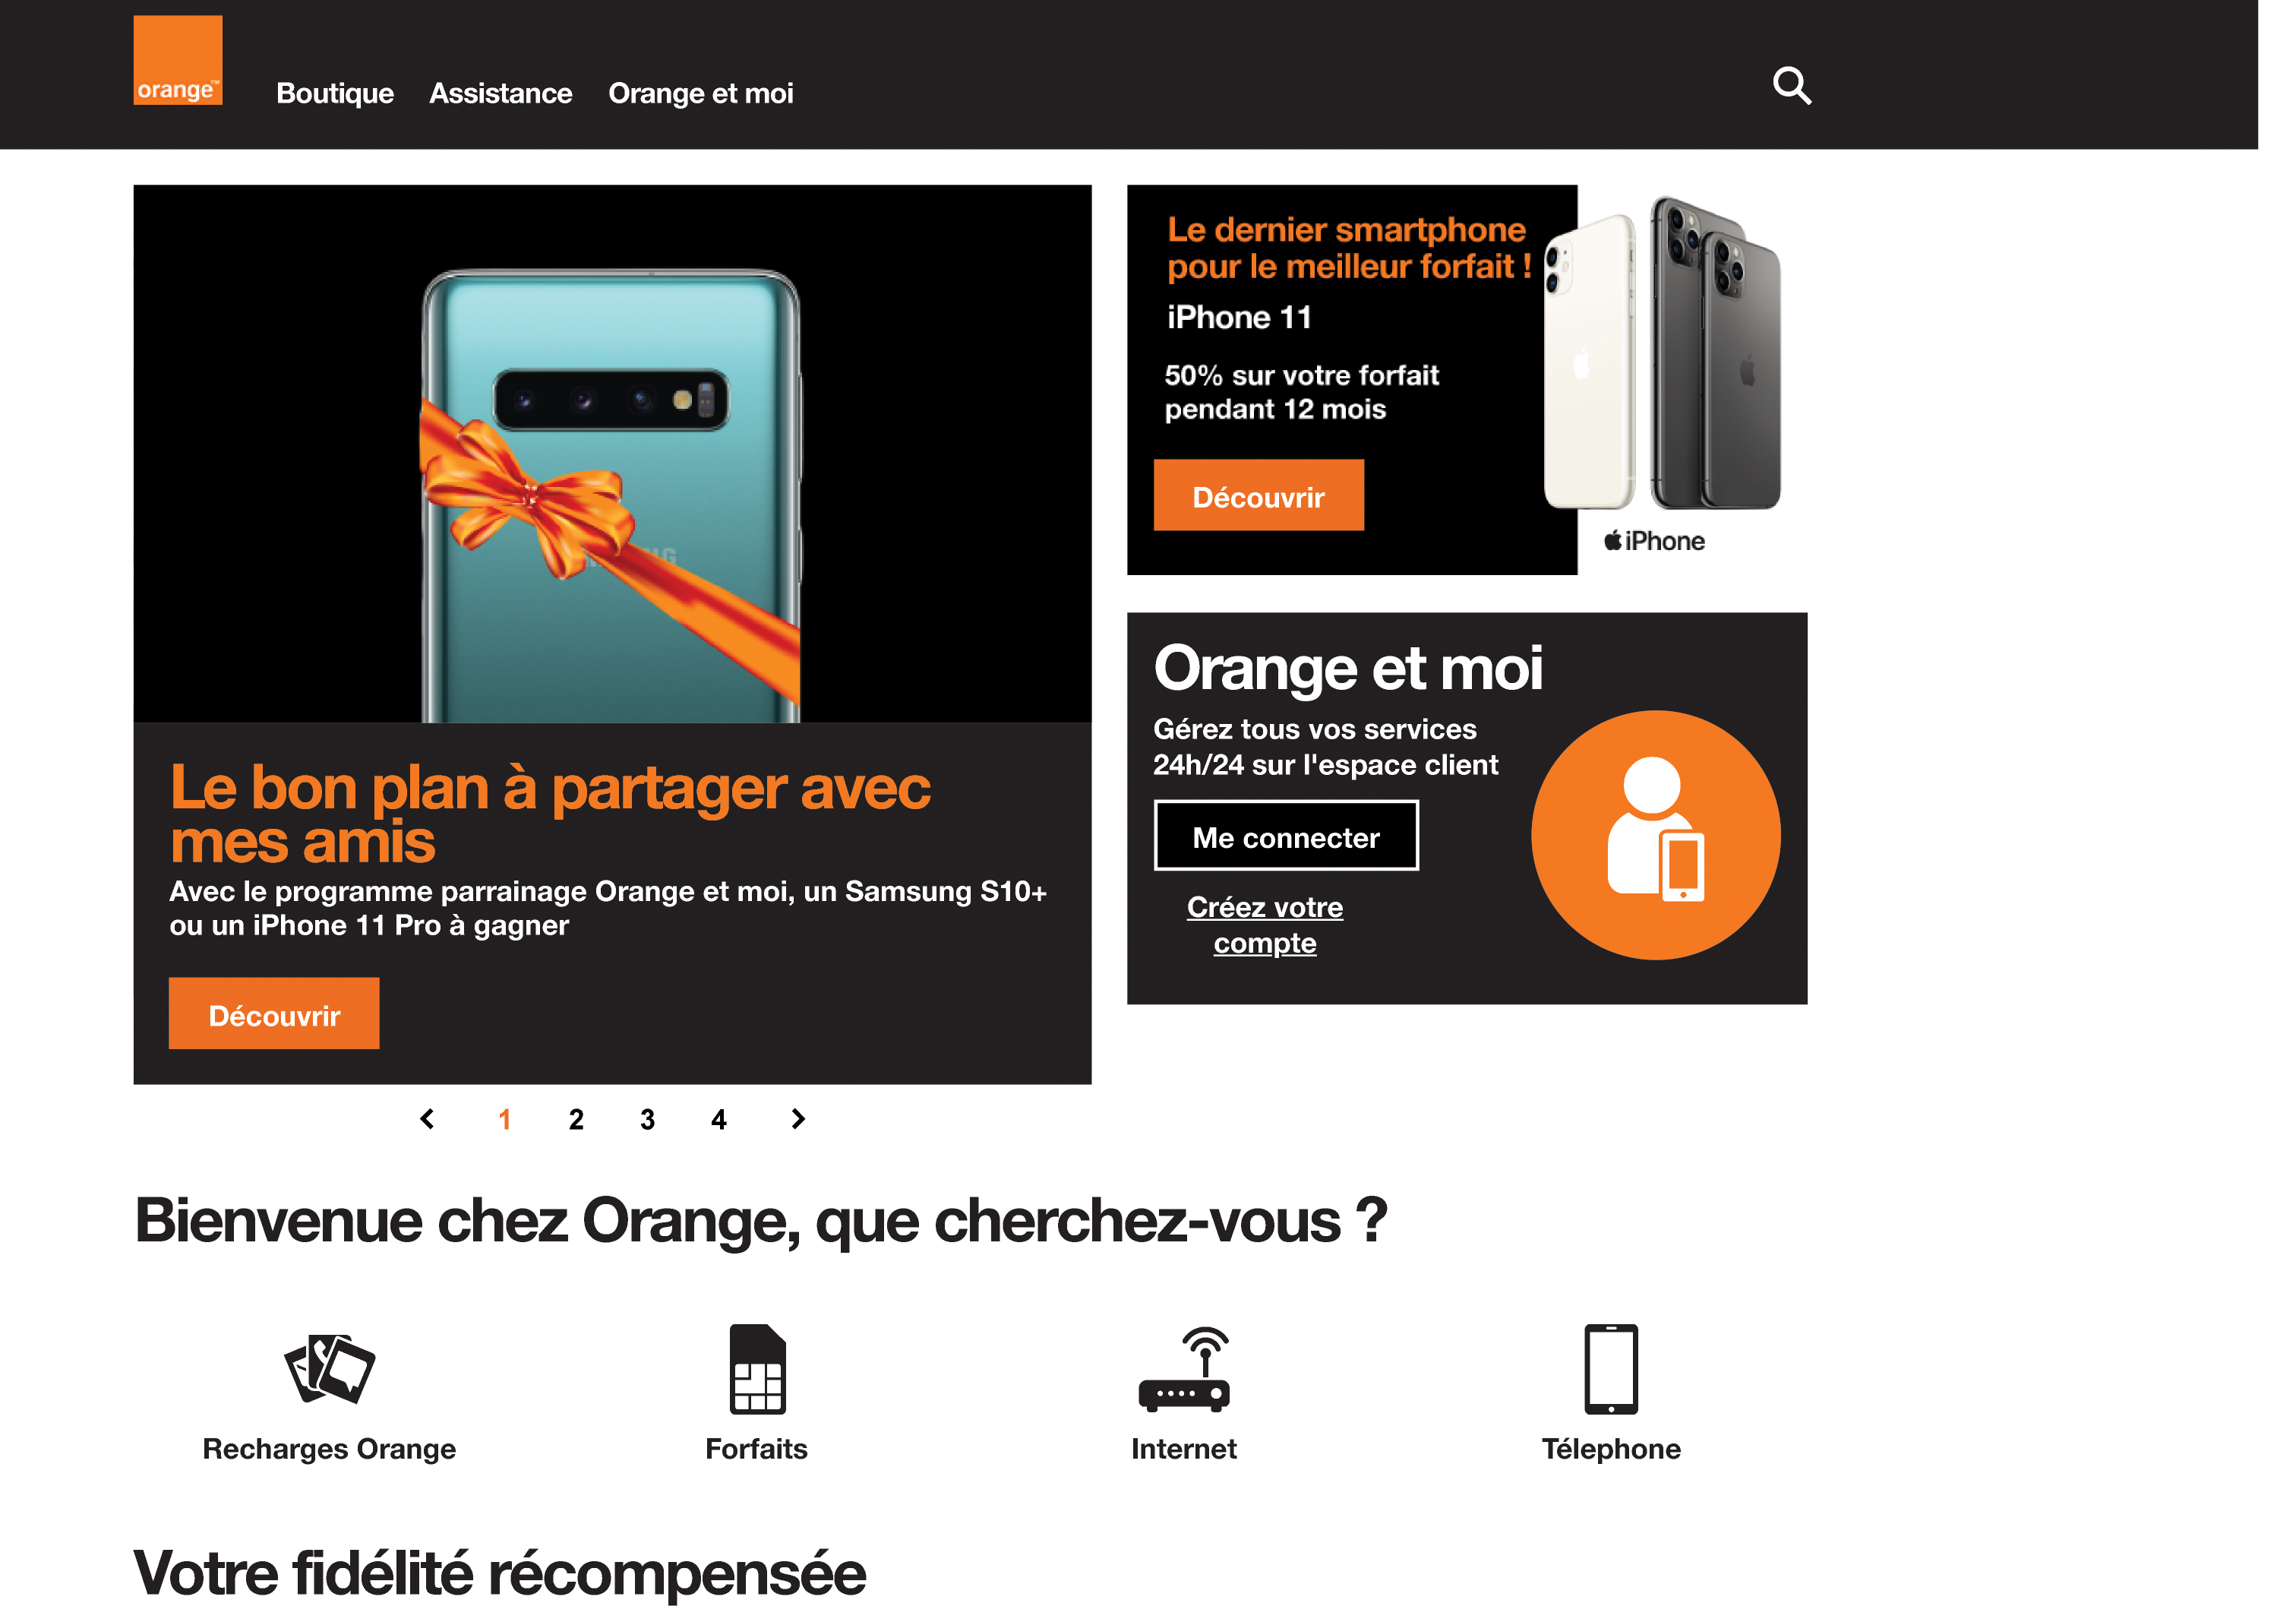 orange™
Boutique Assistance Orange et moi
Le bon plan à partager avec
mes amis
Avec le programme parrainage Orange et moi, un Samsung S10+
ou un iPhone 11 Pro à gagner
Découvrir
1 2 3 4
Le dernier smartphone
pour le meilleur forfait !
iPhone 11
50% sur votre forfait
pendant 12 mois
Découvrir
iPhone
Orange et moi
Gérez tous vos services
24h/24 sur l'espace client
Me connecter
Créez votre
compte
Bienvenue chez Orange, que cherchez-vous ?
Recharges Orange
Forfaits
Internet
Télephone
Votre fidélité récompensée